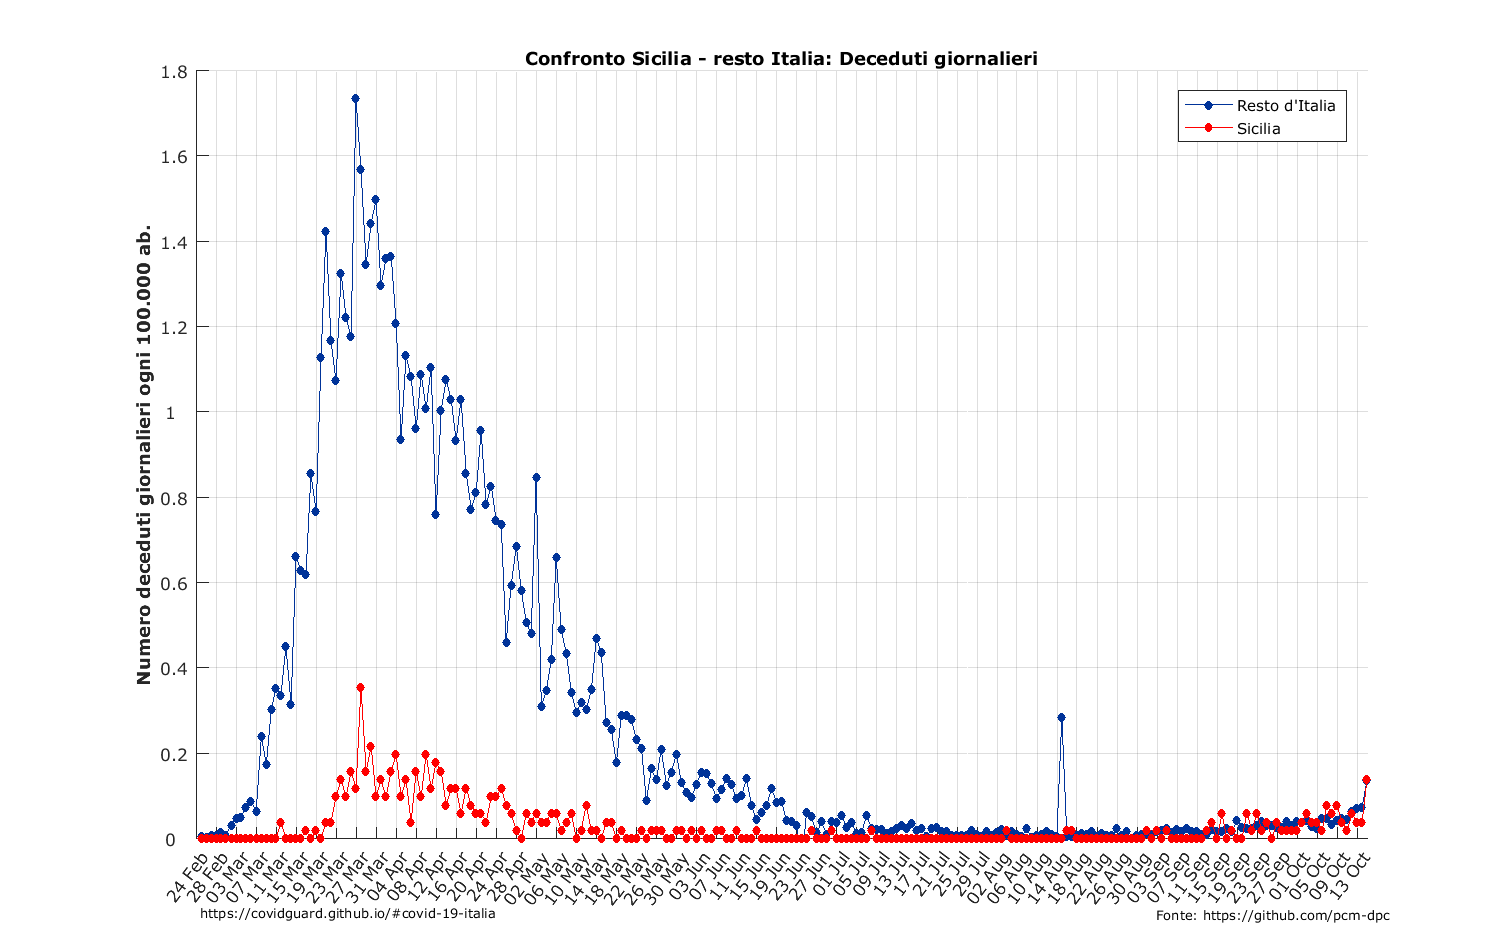 Confronto Sicilia - resto Italia: Deceduti giornalieri
Numero deceduti giornalieri ogni 100.000 ab.
1.8
1.6
1.4
1.2
1
0.8
0.6
0.4
0.2
0
Resto d'Italia
Sicilia
24 Feb
28 Feb
03 Mar
07 Mar
11 Mar
15 Mar
19 Mar
23 Mar
27 Mar
31 Mar
04 Apr
08 Apr
12 Apr
16 Apr
20 Apr
24 Apr
28 Apr
02 May
06 May
10 May
14 May
18 May
22 May
26 May
30 May
03 Jun
07 Jun
11 Jun
15 Jun
19 Jun
23 Jun
27 Jun
01 Jul
05 Jul
09 Jul
13 Jul
17 Jul
21 Jul
25 Jul
29 Jul
02 Aug
06 Aug
10 Aug
14 Aug
18 Aug
22 Aug
26 Aug
30 Aug
03 Sep
07 Sep
11 Sep
15 Sep
19 Sep
23 Sep
27 Sep
01 Oct
05 Oct
09 Oct
13 Oct
https://covidguard.github.io/#covid-19-italia
Fonte: https://github.com/pcm-dpc